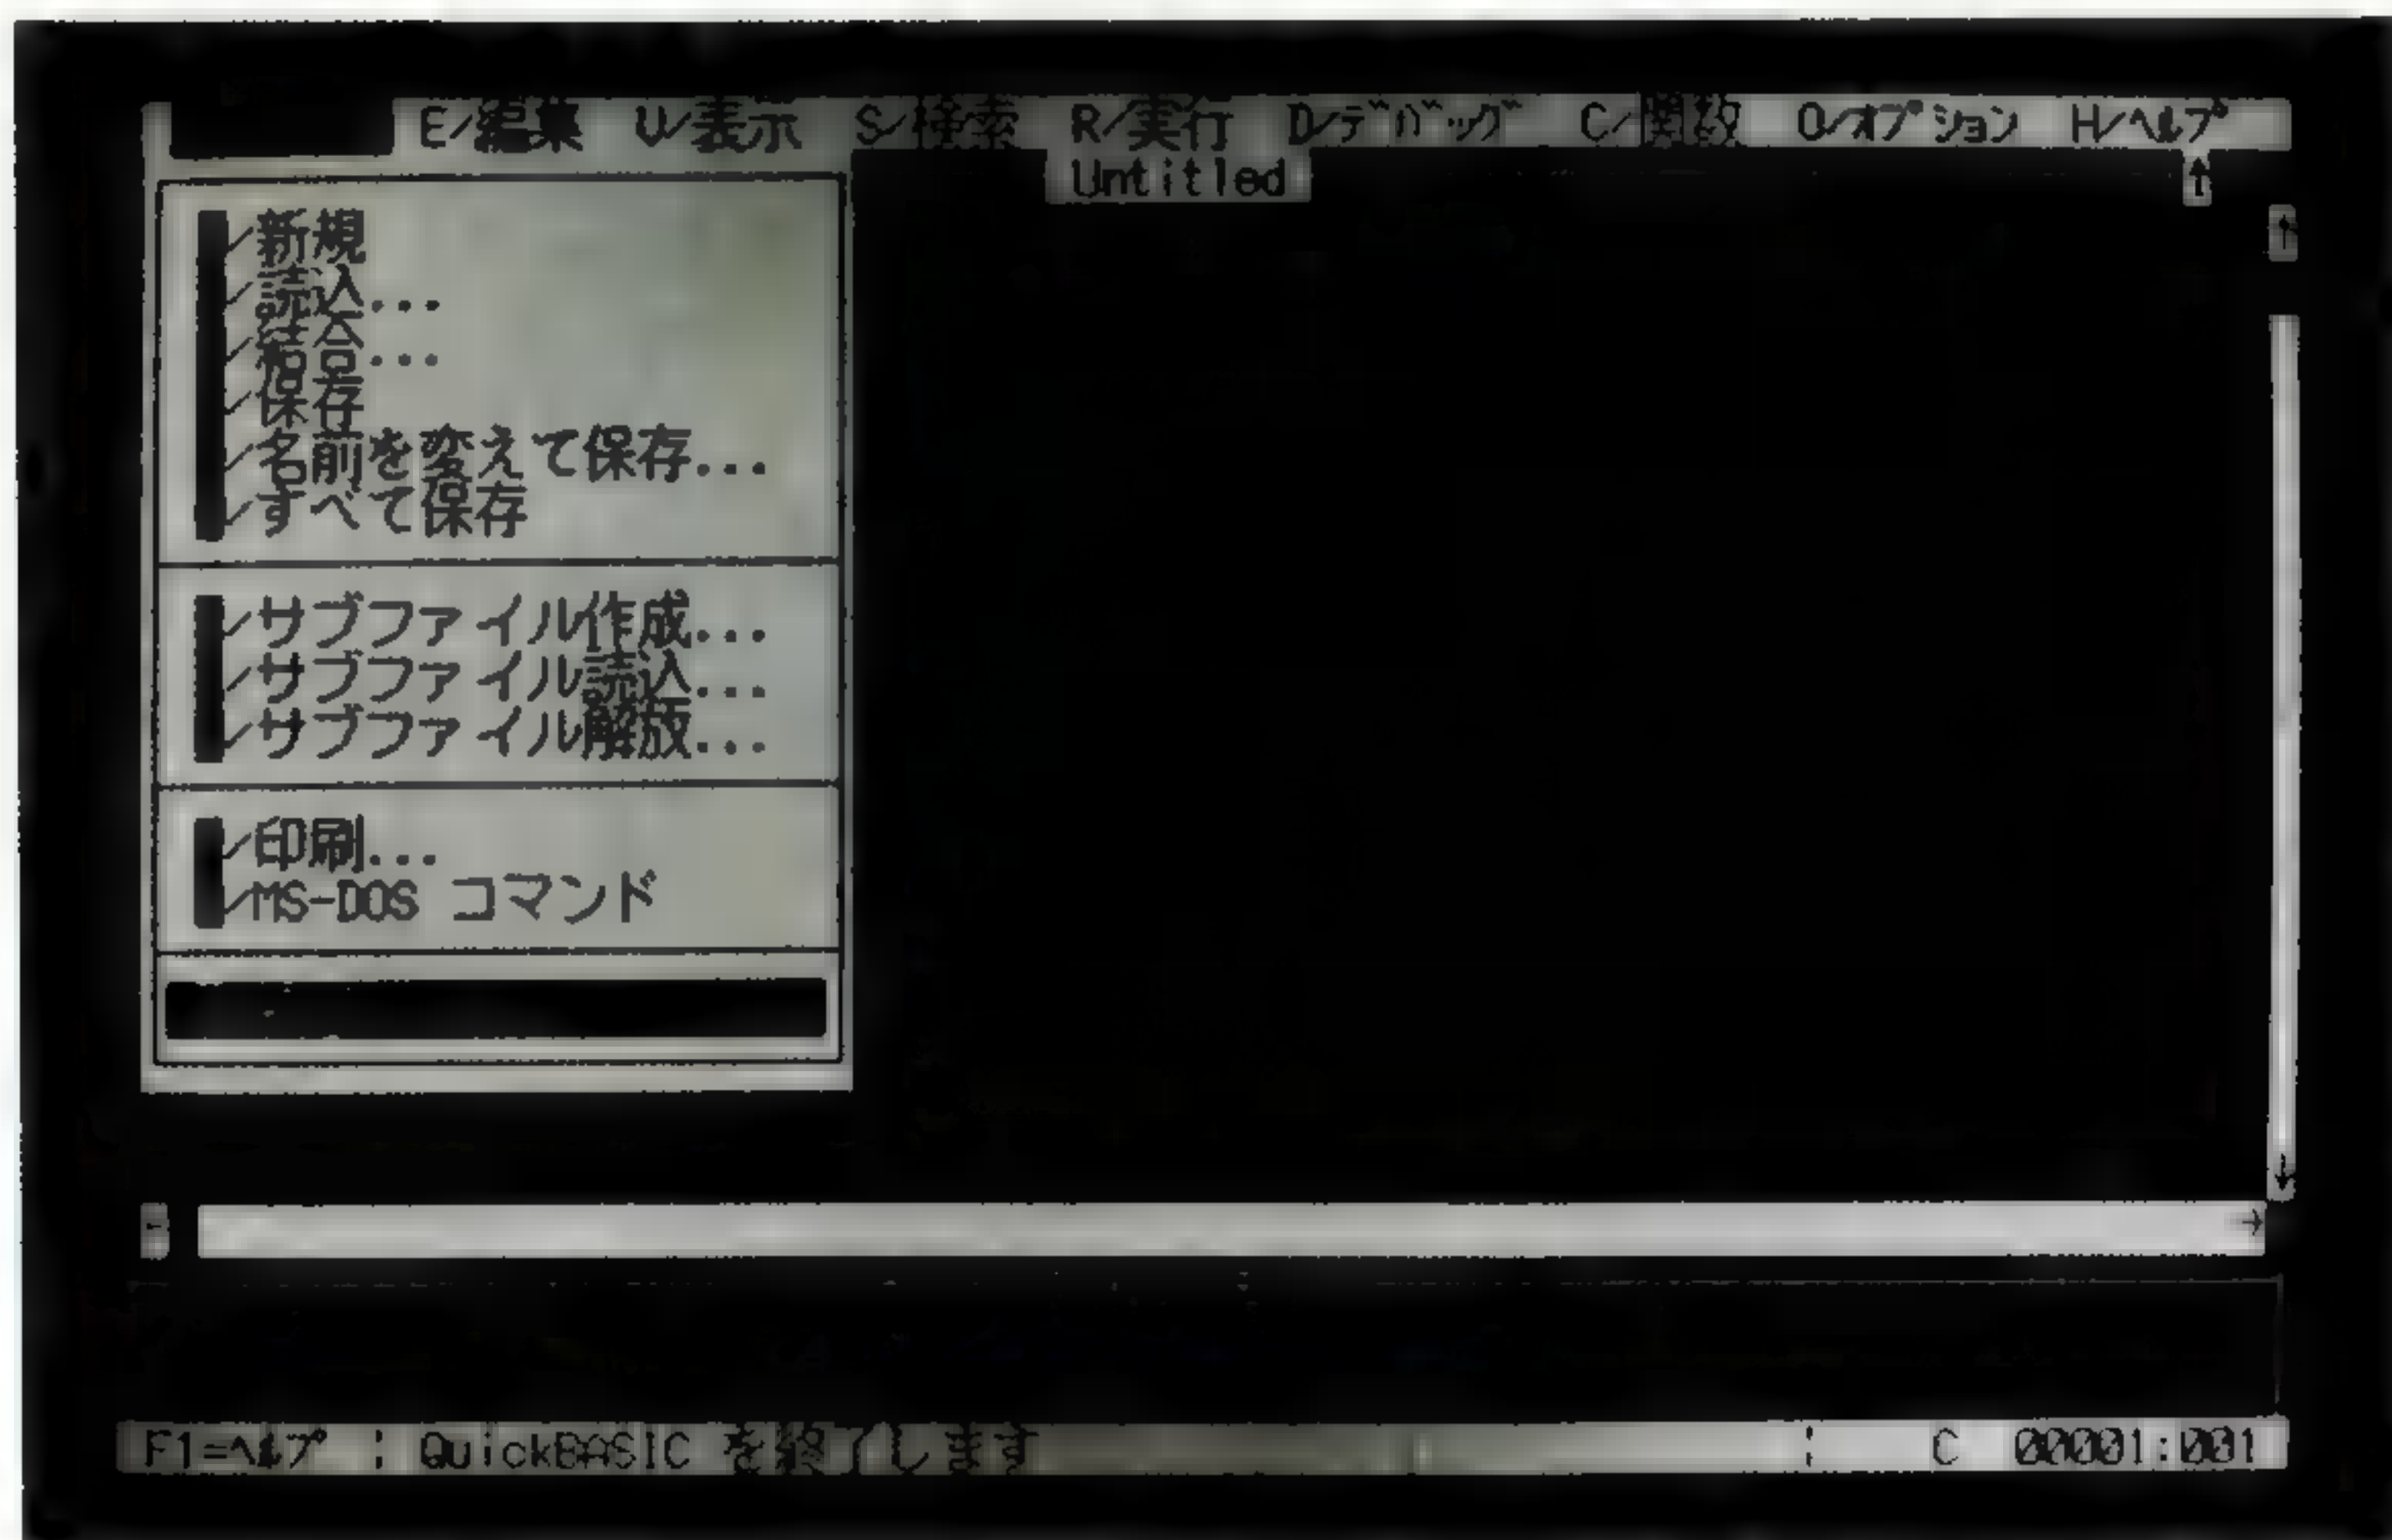 E/編集 V/表示 S/検索 R/実行 D/ﾃﾞﾊﾞｯｸﾞ C/関数 O/ｵﾌﾟｼｮﾝ H/ﾍﾙﾌﾟ
Untitled
/新規
/読込...
/結合...
/保存
/名前を変えて保存...
/すべて保存
/サブファイル作成...
/サブファイル読込...
/サブファイル解放...
/印刷...
/MS-DOS コマンド
F1=ﾍﾙﾌﾟ ¦ QuickBASIC を終了します ¦ C 00001:001